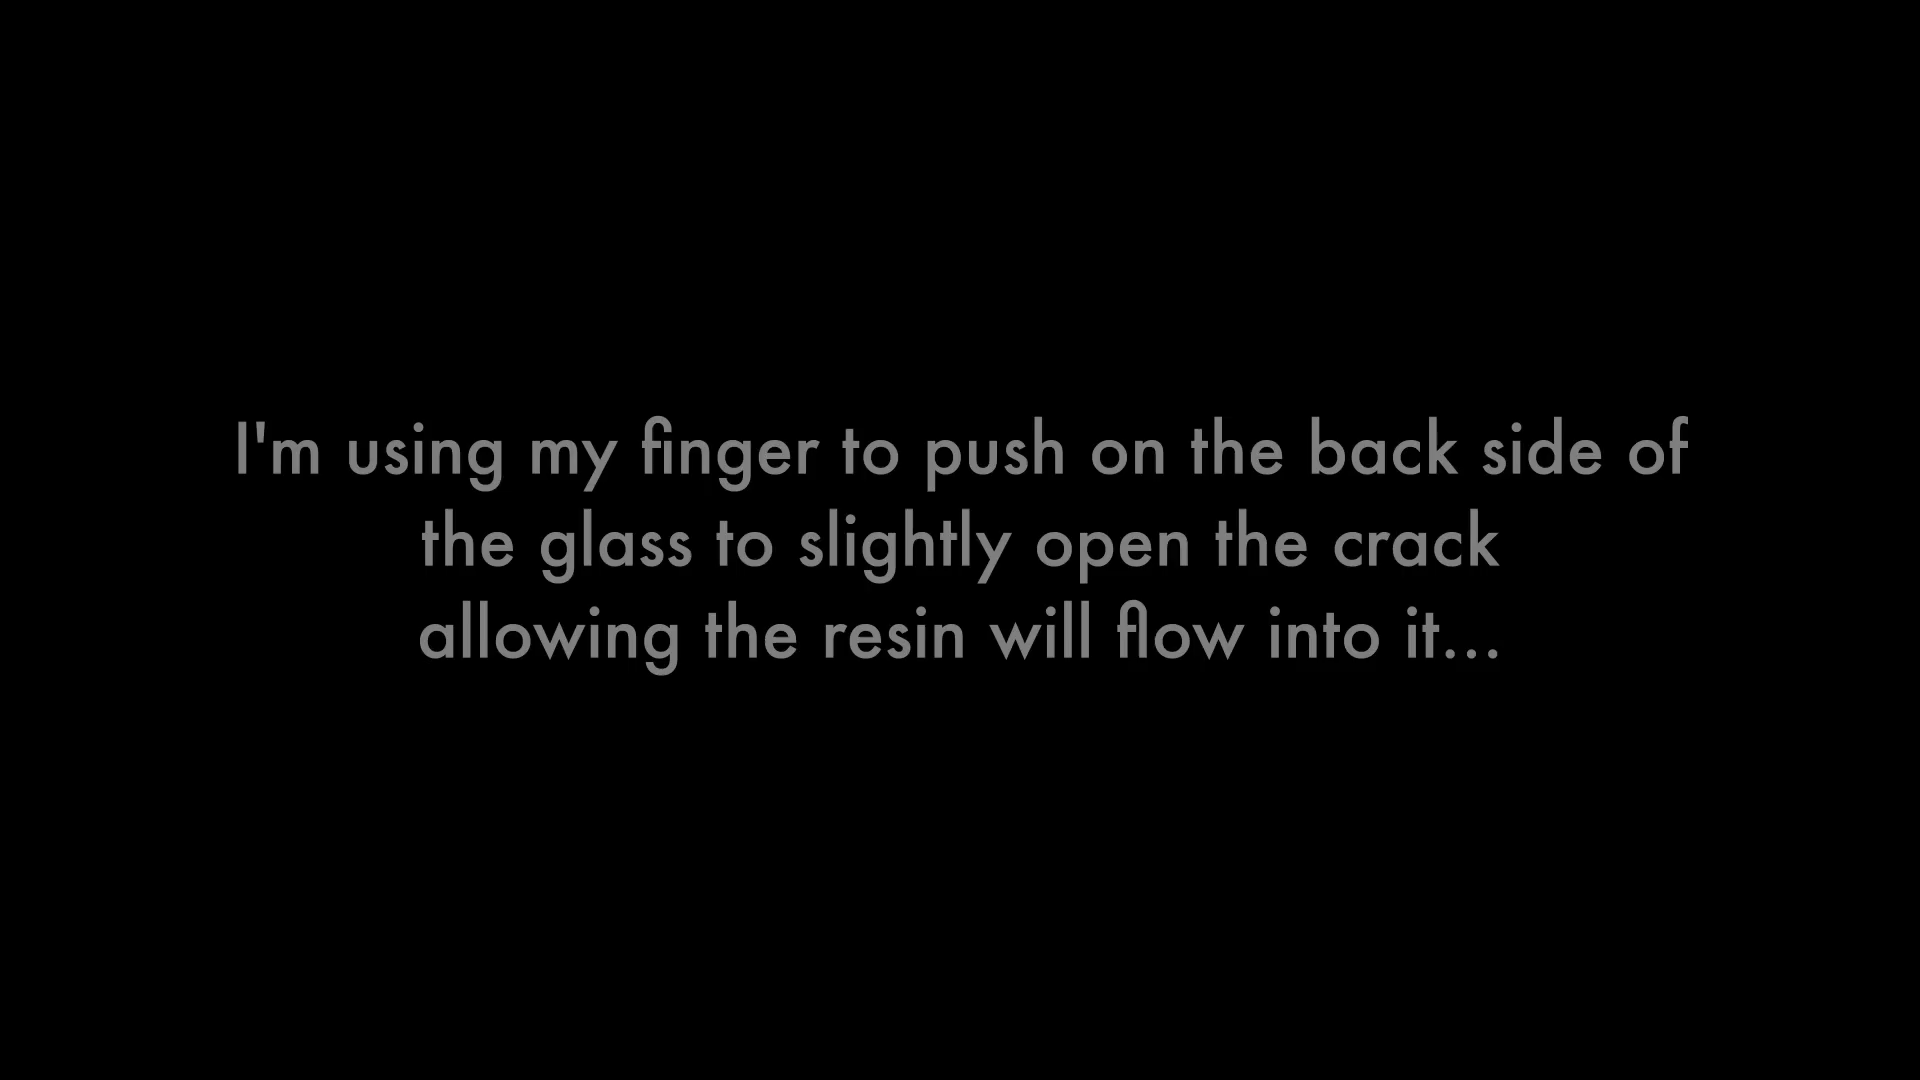 I'm using my finger to push on the back side of
the glass to slightly open the crack
allowing the resin will flow into it...